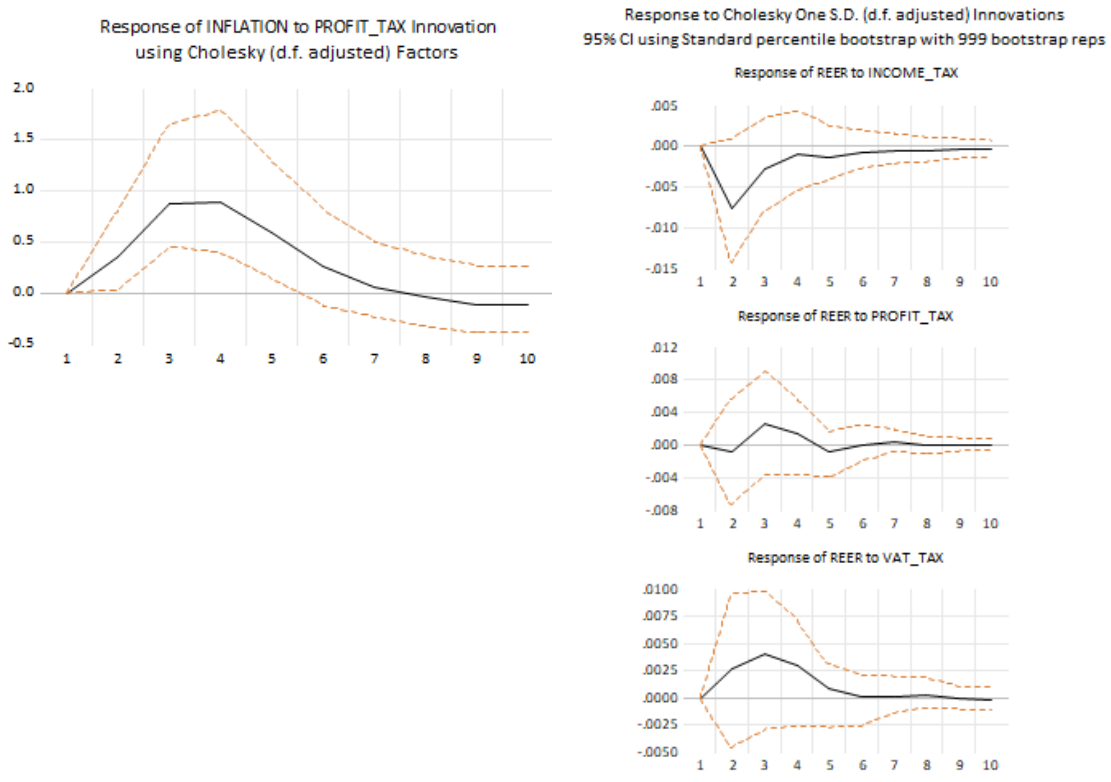 Response of INFLATION to PROFIT_TAX Innovation
using Cholesky (d.f. adjusted) Factors
2.0
1.5
1.0
0.5
0.0
-0.5
1 2 3 4 5 6 7 8 9 10
Response to Cholesky One S.D. (d.f. adjusted) Innovations
95% CI using Standard percentile bootstrap with 999 bootstrap reps
Response of REER to INCOME_TAX
.005
.000
-.005
-.010
-.015
1 2 3 4 5 6 7 8 9 10
Response of REER to PROFIT_TAX
.012
.008
.004
.000
-.004
-.008
1 2 3 4 5 6 7 8 9 10
Response of REER to VAT_TAX
.0100
.0075
.0050
.0025
.0000
-.0025
-.0050
1 2 3 4 5 6 7 8 9 10